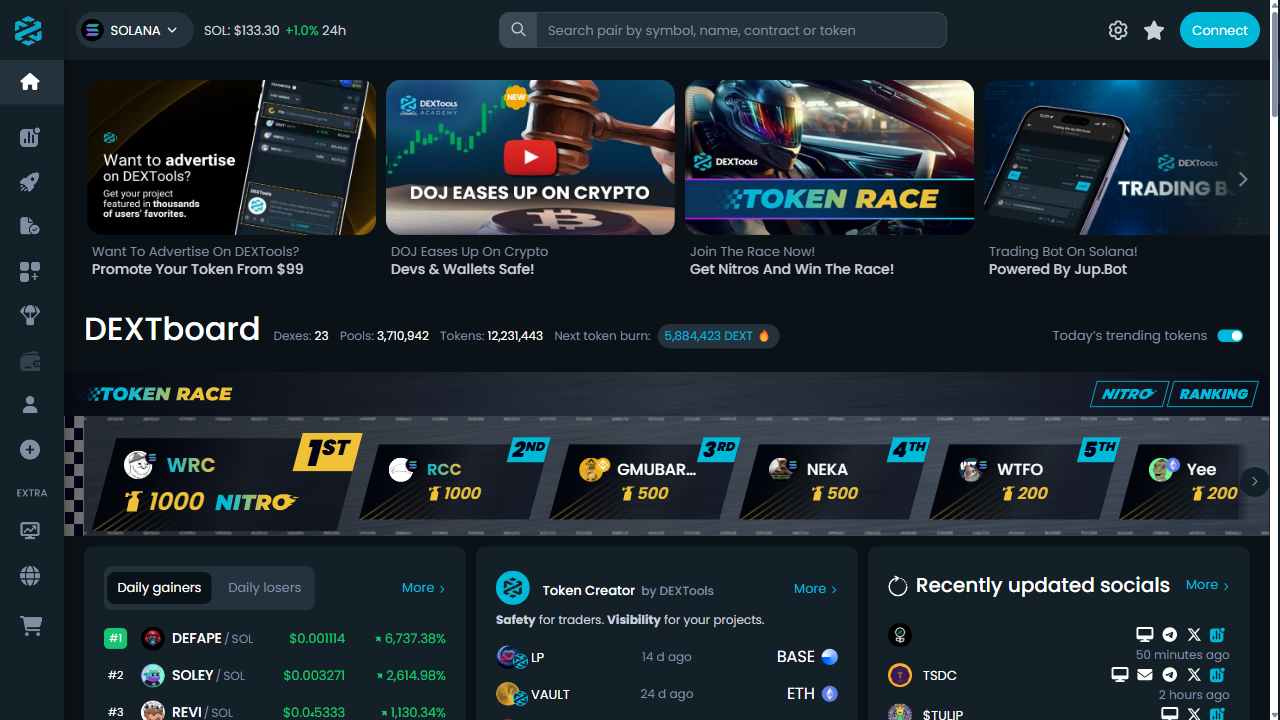 SOLANA
SOL: $133.30 +1.0% 24h
Search pair by symbol, name, contract or token
Connect
Want to advertise
on DEXTools?
Get your project
featured in thousands
of users' favorites.
Want To Advertise On DEXTools?
Promote Your Token From $99
DEXTools
ACADEMY
NEW
DOJ EASES UP ON CRYPTO
DOJ Eases Up On Crypto
Devs & Wallets Safe!
DEXTools
TOKEN RACE
Join The Race Now!
Get Nitros And Win The Race!
DEXTOOLS
TRADING B
Trading Bot On Solana!
Powered By Jup.Bot
DEXTboard
Dexes: 23 Pools: 3,710,942 Tokens: 12,231,443 Next token burn: 5,884,423 DEXT
Today's trending tokens
TOKEN RACE
NITRO
RANKING
1ST
WRC
1000 NITRO
2ND
RCC
1000
3RD
GMUBAR...
500
4TH
NEKA
500
5TH
WTFO
200
Yee
200
EXTRA
Daily gainers
Daily losers
More
#1 DEFAPE / SOL $0.001114 6,737.38%
#2 SOLEY / SOL $0.003271 2,614.98%
#3 REVI / SOL $0.0₄5333 1,130.34%
Token Creator by DEXTools
More
Safety for traders. Visibility for your projects.
LP 14 d ago BASE
VAULT 24 d ago ETH
Recently updated socials
More
50 minutes ago
TSDC
2 hours ago
$TULIP